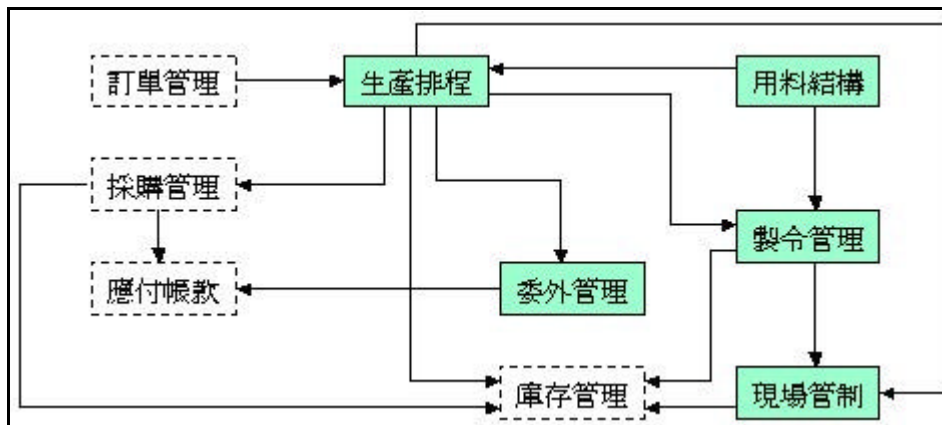 訂單管理
生產排程
用料結構
採購管理
製令管理
應付帳款
委外管理
庫存管理
現場管制